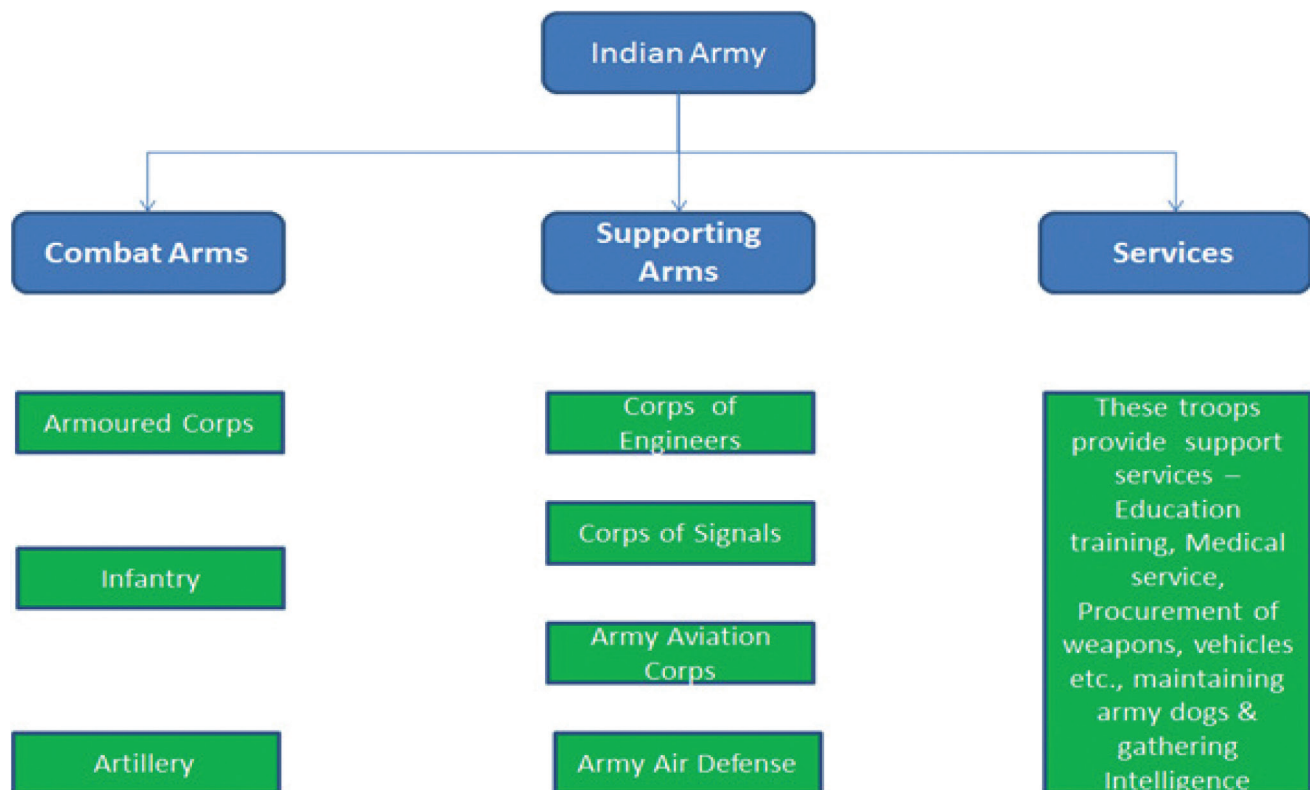 Indian Army
Combat Arms
Supporting
Arms
Services
Armoured Corps
Infantry
Artillery
Corps of
Engineers
Corps of Signals
Army Aviation
Corps
Army Air Defense
These troops
provide support
services –
Education
training, Medical
service,
Procurement of
weapons, vehicles
etc., maintaining
army dogs &
gathering
Intelligence